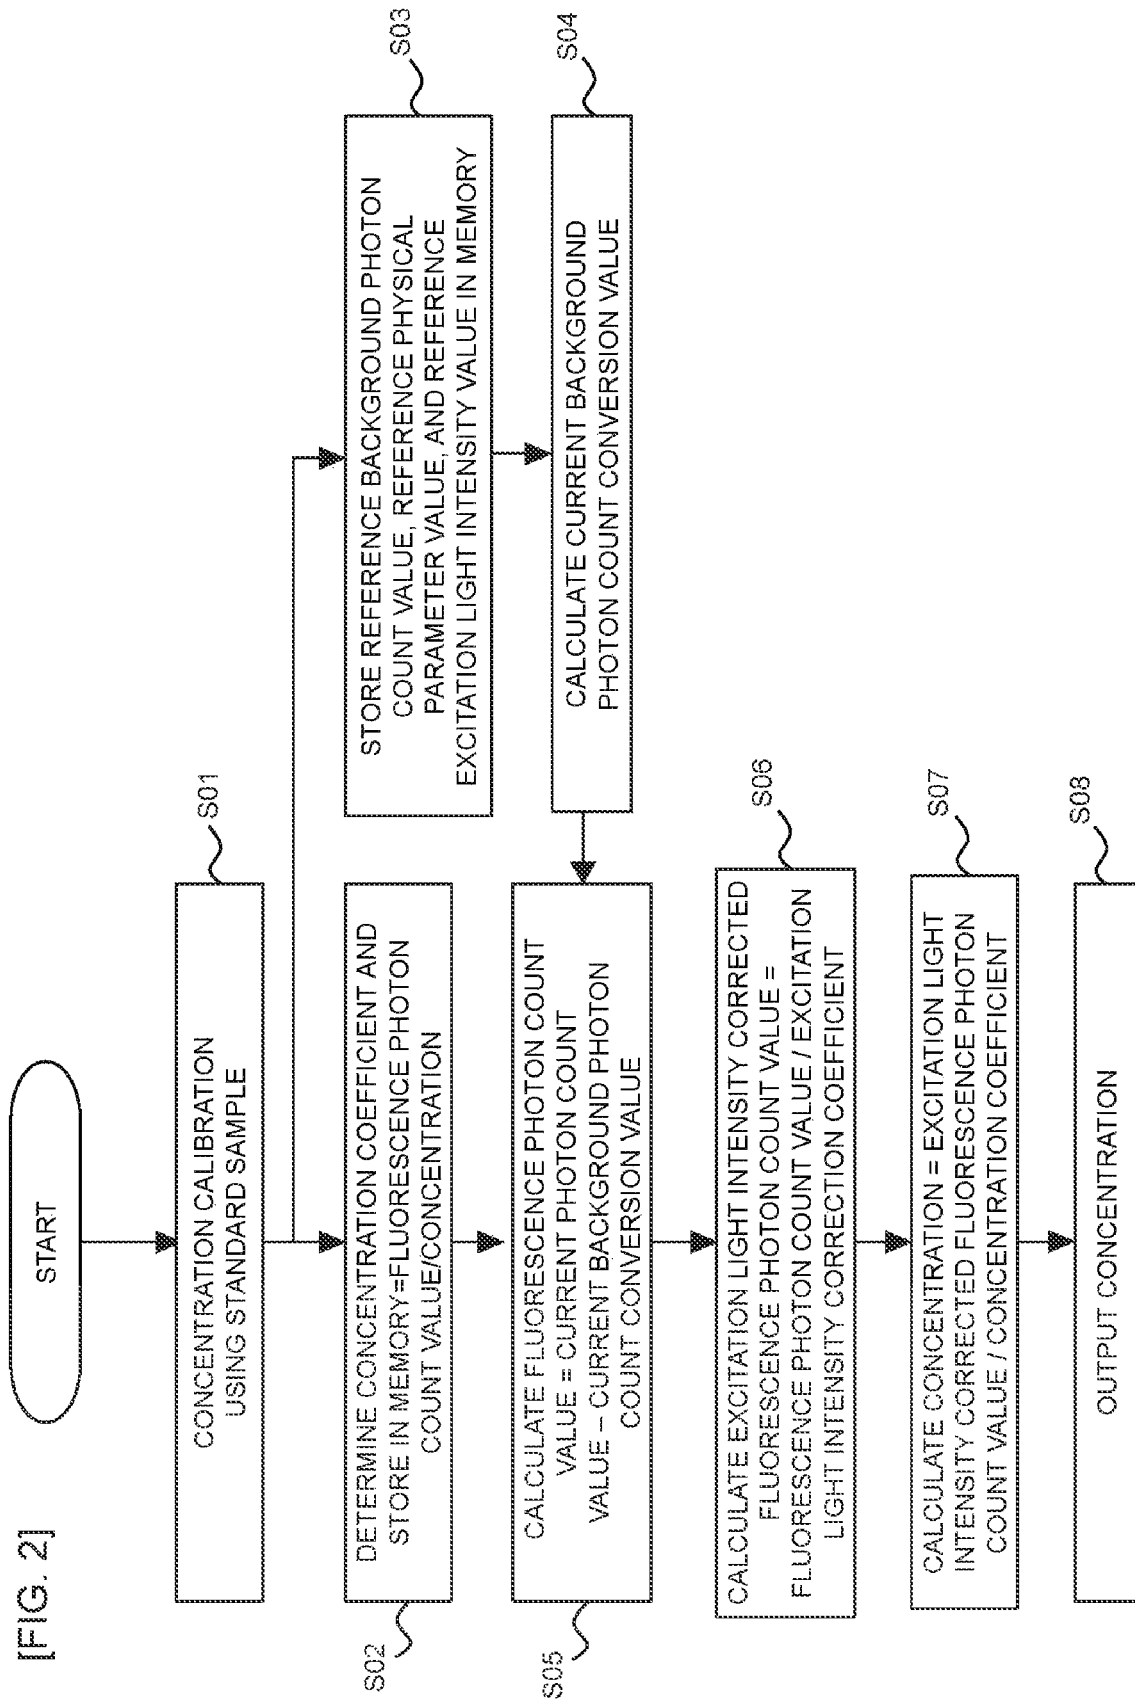 [FIG. 2]
START
CONCENTRATION CALIBRATION
USING STANDARD SAMPLE
S01
DETERMINE CONCENTRATION COEFFICIENT AND
STORE IN MEMORY=FLUORESCENCE PHOTON
COUNT VALUE/CONCENTRATION
S02
STORE REFERENCE BACKGROUND PHOTON
COUNT VALUE, REFERENCE PHYSICAL
PARAMETER VALUE, AND REFERENCE
EXCITATION LIGHT INTENSITY VALUE IN MEMORY
S03
CALCULATE CURRENT BACKGROUND
PHOTON COUNT CONVERSION VALUE
S04
CALCULATE FLUORESCENCE PHOTON COUNT
VALUE = CURRENT PHOTON COUNT
VALUE – CURRENT BACKGROUND PHOTON
COUNT CONVERSION VALUE
S05
CALCULATE EXCITATION LIGHT INTENSITY CORRECTED
FLUORESCENCE PHOTON COUNT VALUE =
FLUORESCENCE PHOTON COUNT VALUE / EXCITATION
LIGHT INTENSITY CORRECTION COEFFICIENT
S06
CALCULATE CONCENTRATION = EXCITATION LIGHT
INTENSITY CORRECTED FLUORESCENCE PHOTON
COUNT VALUE / CONCENTRATION COEFFICIENT
S07
OUTPUT CONCENTRATION
S08